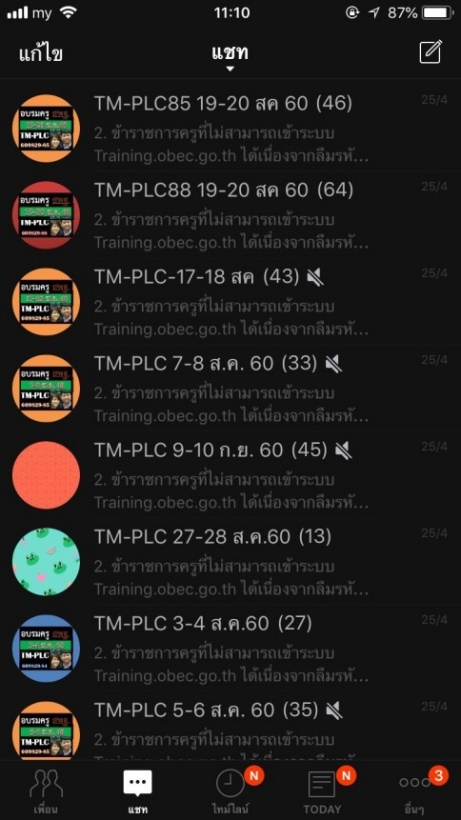 my 11:10 87%
แก้ไข แชท
TM-PLC85 19-20 สค 60 (46) 25/4
2. ข้าราชการครูที่ไม่สามารถเข้าระบบ
Training.obec.go.th ได้เนื่องจากลืมรหั...
TM-PLC88 19-20 สค 60 (64) 25/4
2. ข้าราชการครูที่ไม่สามารถเข้าระบบ
Training.obec.go.th ได้เนื่องจากลืมรหั...
TM-PLC-17-18 สค (43) 25/4
2. ข้าราชการครูที่ไม่สามารถเข้าระบบ
Training.obec.go.th ได้เนื่องจากลืมรหั...
TM-PLC 7-8 ส.ค. 60 (33) 25/4
2. ข้าราชการครูที่ไม่สามารถเข้าระบบ
Training.obec.go.th ได้เนื่องจากลืมรหั...
TM-PLC 9-10 ก.ย. 60 (45) 25/4
2. ข้าราชการครูที่ไม่สามารถเข้าระบบ
Training.obec.go.th ได้เนื่องจากลืมรหั...
TM-PLC 27-28 ส.ค.60 (13) 25/4
2. ข้าราชการครูที่ไม่สามารถเข้าระบบ
Training.obec.go.th ได้เนื่องจากลืมรหั...
TM-PLC 3-4 ส.ค.60 (27) 25/4
2. ข้าราชการครูที่ไม่สามารถเข้าระบบ
Training.obec.go.th ได้เนื่องจากลืมรหั...
TM-PLC 5-6 ส.ค. 60 (35) 25/4
2. ข้าราชการครูที่ไม่สามารถเข้าระบบ
N N 3
เพื่อน แชท ไทม์ไลน์ TODAY อื่นๆ